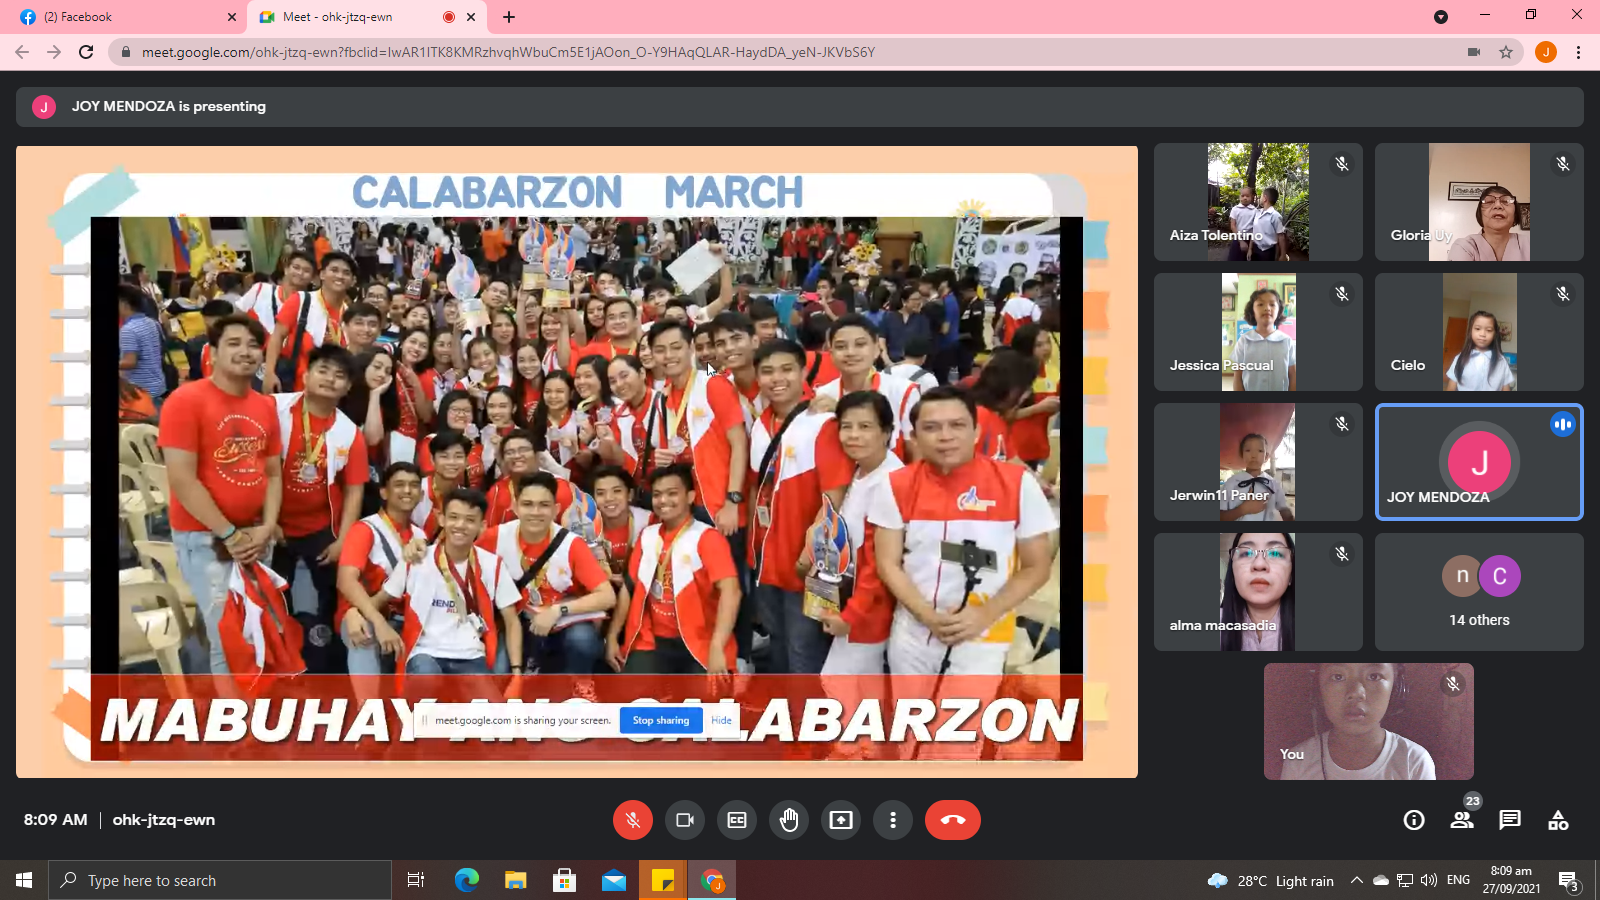 (2) Facebook
Meet - ohk-jtzq-ewn
meet.google.com/ohk-jtzq-ewn?fbclid=IwAR1ITK8KMRzhvqhWbuCm5E1jAOon_O-Y9HAqQLAR-HaydDA_yeN-JKVbS6Y
J
J
JOY MENDOZA is presenting
CALABARZON MARCH
MABUHAY ANG CALABARZON
meet.google.com is sharing your screen.
Stop sharing
Hide
Aiza Tolentino
Gloria Uy
Jessica Pascual
Cielo
Jerwin11 Paner
J
JOY MENDOZA
alma macasadia
n
C
14 others
You
8:09 AM | ohk-jtzq-ewn
23
Type here to search
28°C Light rain
ENG
8:09 am
27/09/2021
3